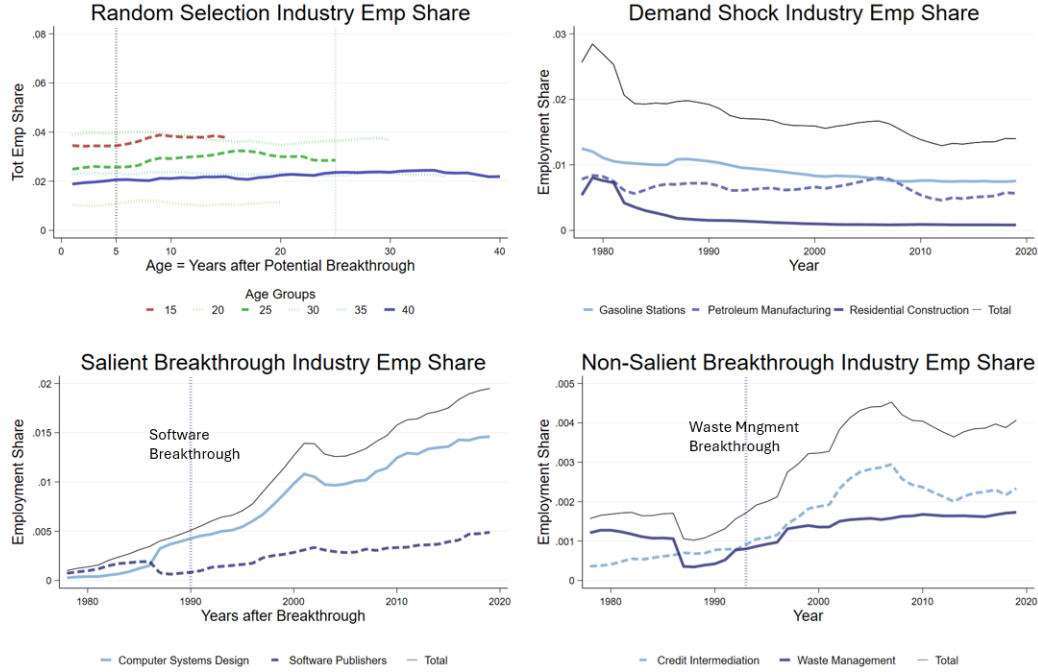 Random Selection Industry Emp Share
Tot Emp Share
.08
.06
.04
.02
0
0 5 10 20 30 40
Age = Years after Potential Breakthrough
Age Groups
15 20 25 30 35 40
Demand Shock Industry Emp Share
Employment Share
.03
.02
.01
0
1980 1990 2000 2010 2020
Year
Gasoline Stations Petroleum Manufacturing Residential Construction Total
Salient Breakthrough Industry Emp Share
Employment Share
.02
.015
.01
.005
0
Software
Breakthrough
1980 1990 2000 2010 2020
Years after Breakthrough
Computer Systems Design Software Publishers Total
Non-Salient Breakthrough Industry Emp Share
Employment Share
.005
.004
.003
.002
.001
0
Waste Mngment
Breakthrough
1980 1990 2000 2010 2020
Year
Credit Intermediation Waste Management Total